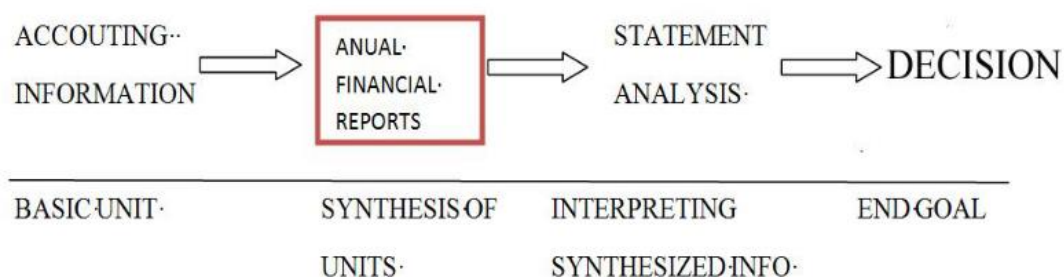 ACCOUTING··
INFORMATION
ANUAL·
FINANCIAL·
REPORTS
STATEMENT
ANALYSIS·
DECISION
BASIC·UNIT·
SYNTHESIS·OF
UNITS·
INTERPRETING
SYNTHESIZED·INFO·
END·GOAL